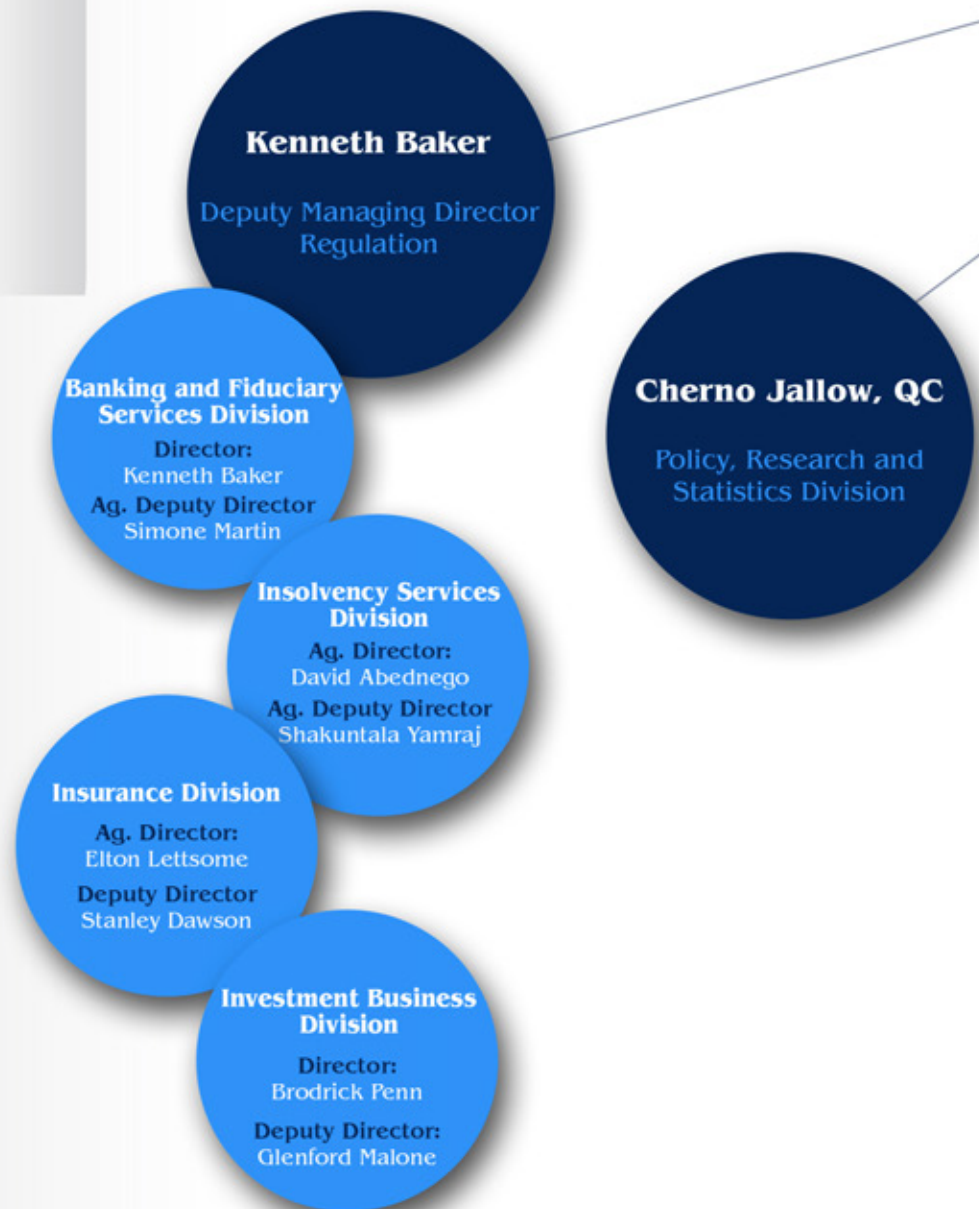 Kenneth Baker
Deputy Managing Director
Regulation
Banking and Fiduciary
Services Division
Director:
Kenneth Baker
Ag. Deputy Director
Simone Martin
Insolvency Services
Division
Ag. Director:
David Abednego
Ag. Deputy Director
Shakuntala Yamraj
Insurance Division
Ag. Director:
Elton Lettsome
Deputy Director
Stanley Dawson
Investment Business
Division
Director:
Brodrick Penn
Deputy Director:
Glenford Malone
Cherno Jallow, QC
Policy, Research and
Statistics Division